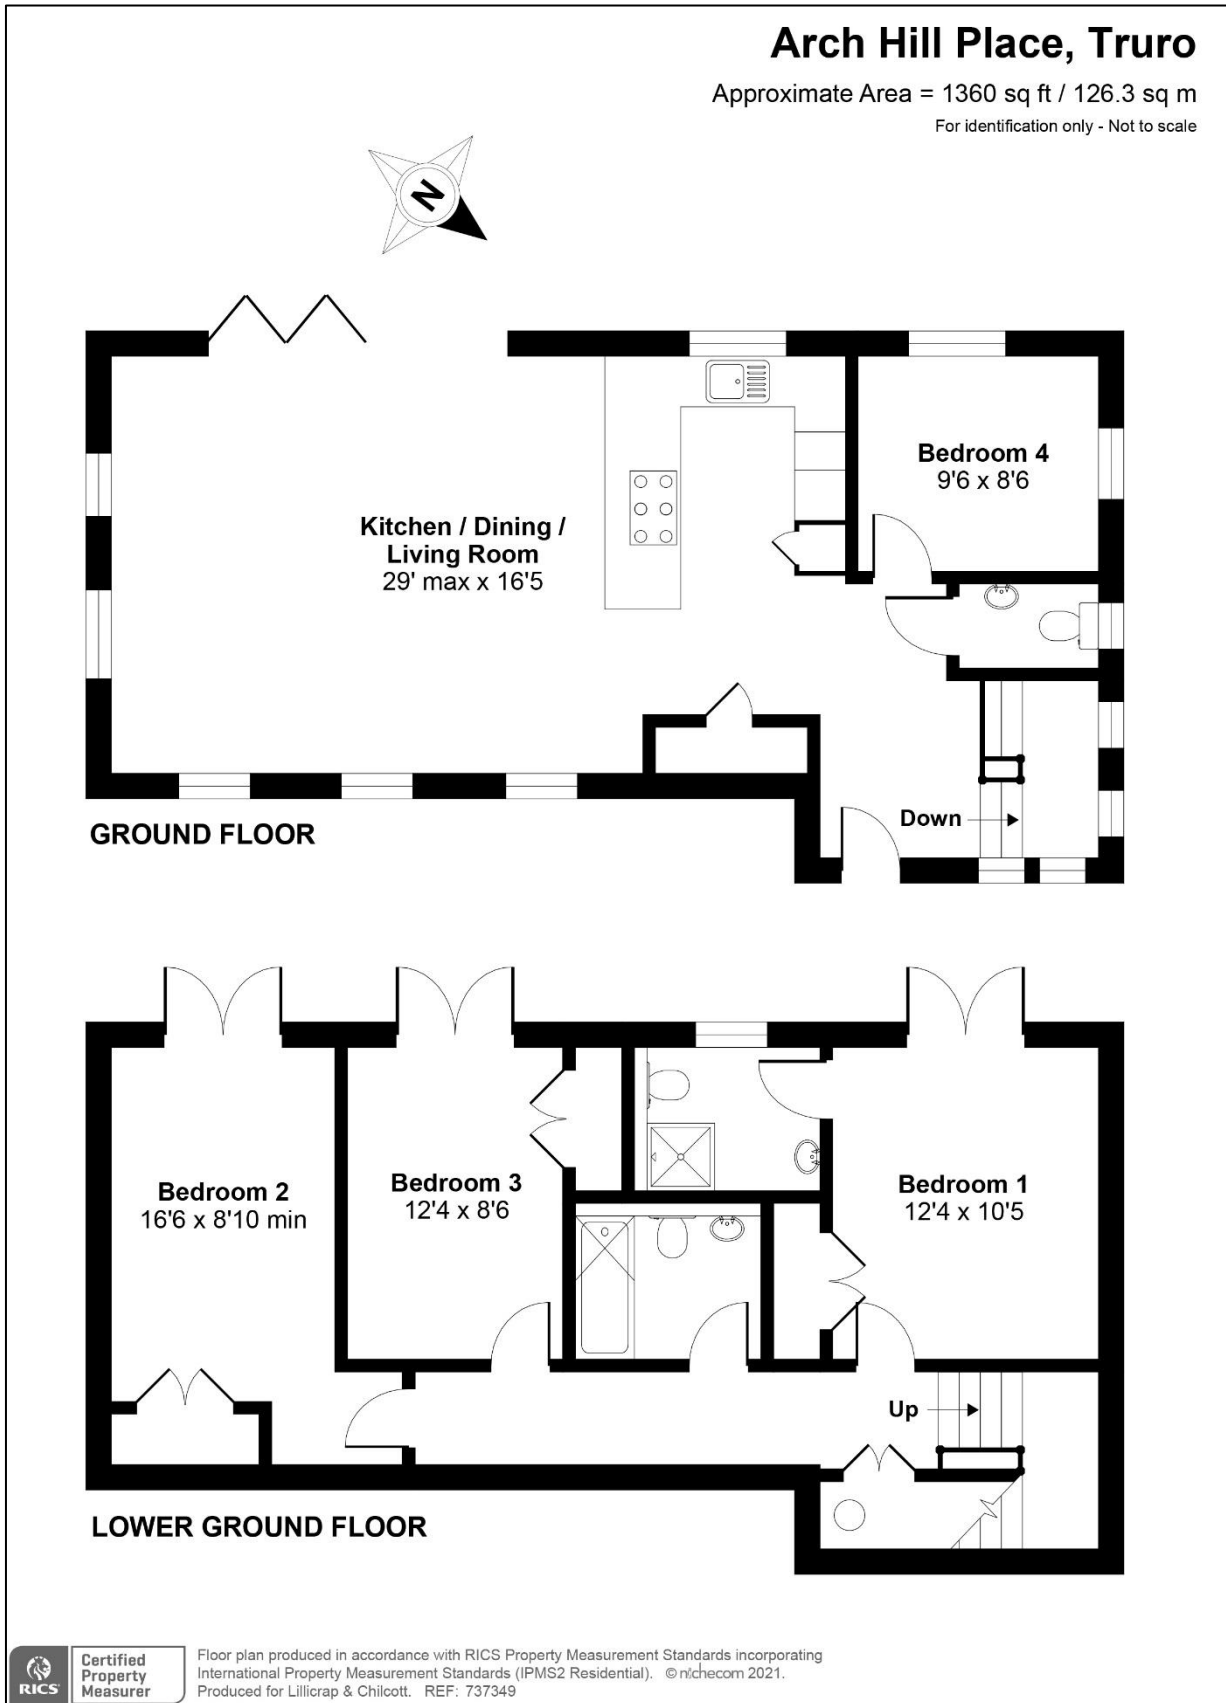 Arch Hill Place, Truro
Approximate Area = 1360 sq ft / 126.3 sq m
For identification only - Not to scale
N
Bedroom 4
9'6 x 8'6
Kitchen / Dining /
Living Room
29' max x 16'5
Down
GROUND FLOOR
Bedroom 2
16'6 x 8'10 min
Bedroom 3
12'4 x 8'6
Bedroom 1
12'4 x 10'5
Up
LOWER GROUND FLOOR
RICS
Certified
Property
Measurer
Floor plan produced in accordance with RICS Property Measurement Standards incorporating
International Property Measurement Standards (IPMS2 Residential). © nichecom 2021.
Produced for Lillicrap & Chilcott. REF: 737349